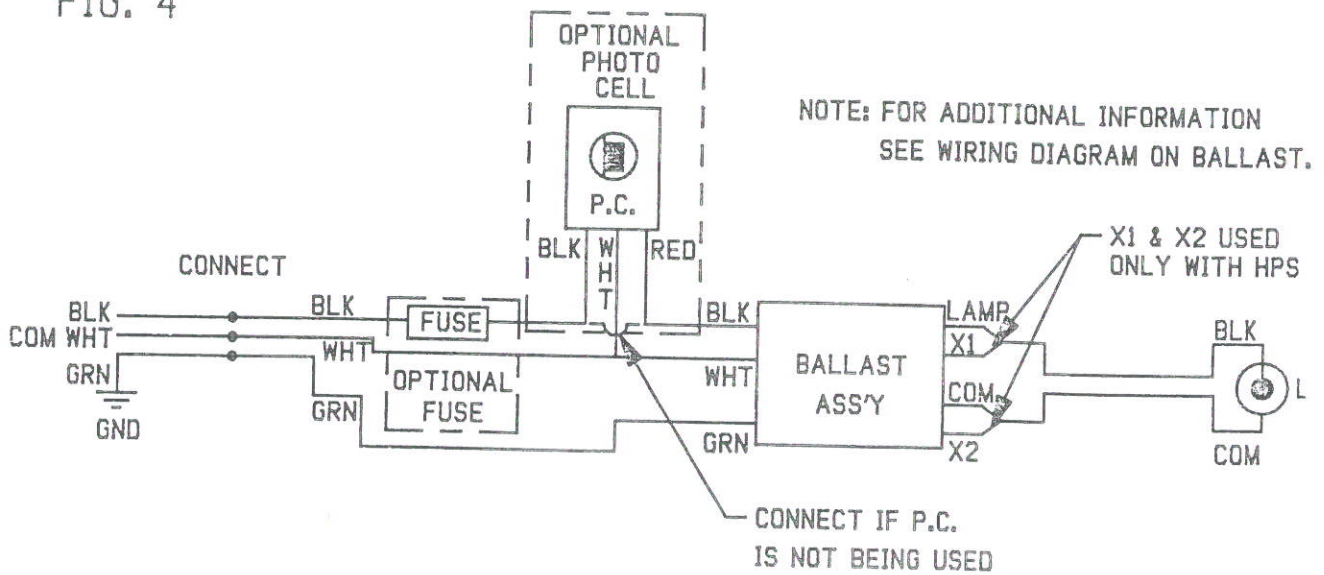 FIG. 4
OPTIONAL
PHOTO
CELL
P.C.
BLK
WHT
RED
NOTE: FOR ADDITIONAL INFORMATION
SEE WIRING DIAGRAM ON BALLAST.
X1 & X2 USED
ONLY WITH HPS
CONNECT
BLK
COM WHT
GRN
GND
BLK
WHT
GRN
FUSE
OPTIONAL
FUSE
BLK
WHT
GRN
BALLAST
ASS'Y
LAMP
X1
COM
X2
BLK
L
COM
CONNECT IF P.C.
IS NOT BEING USED